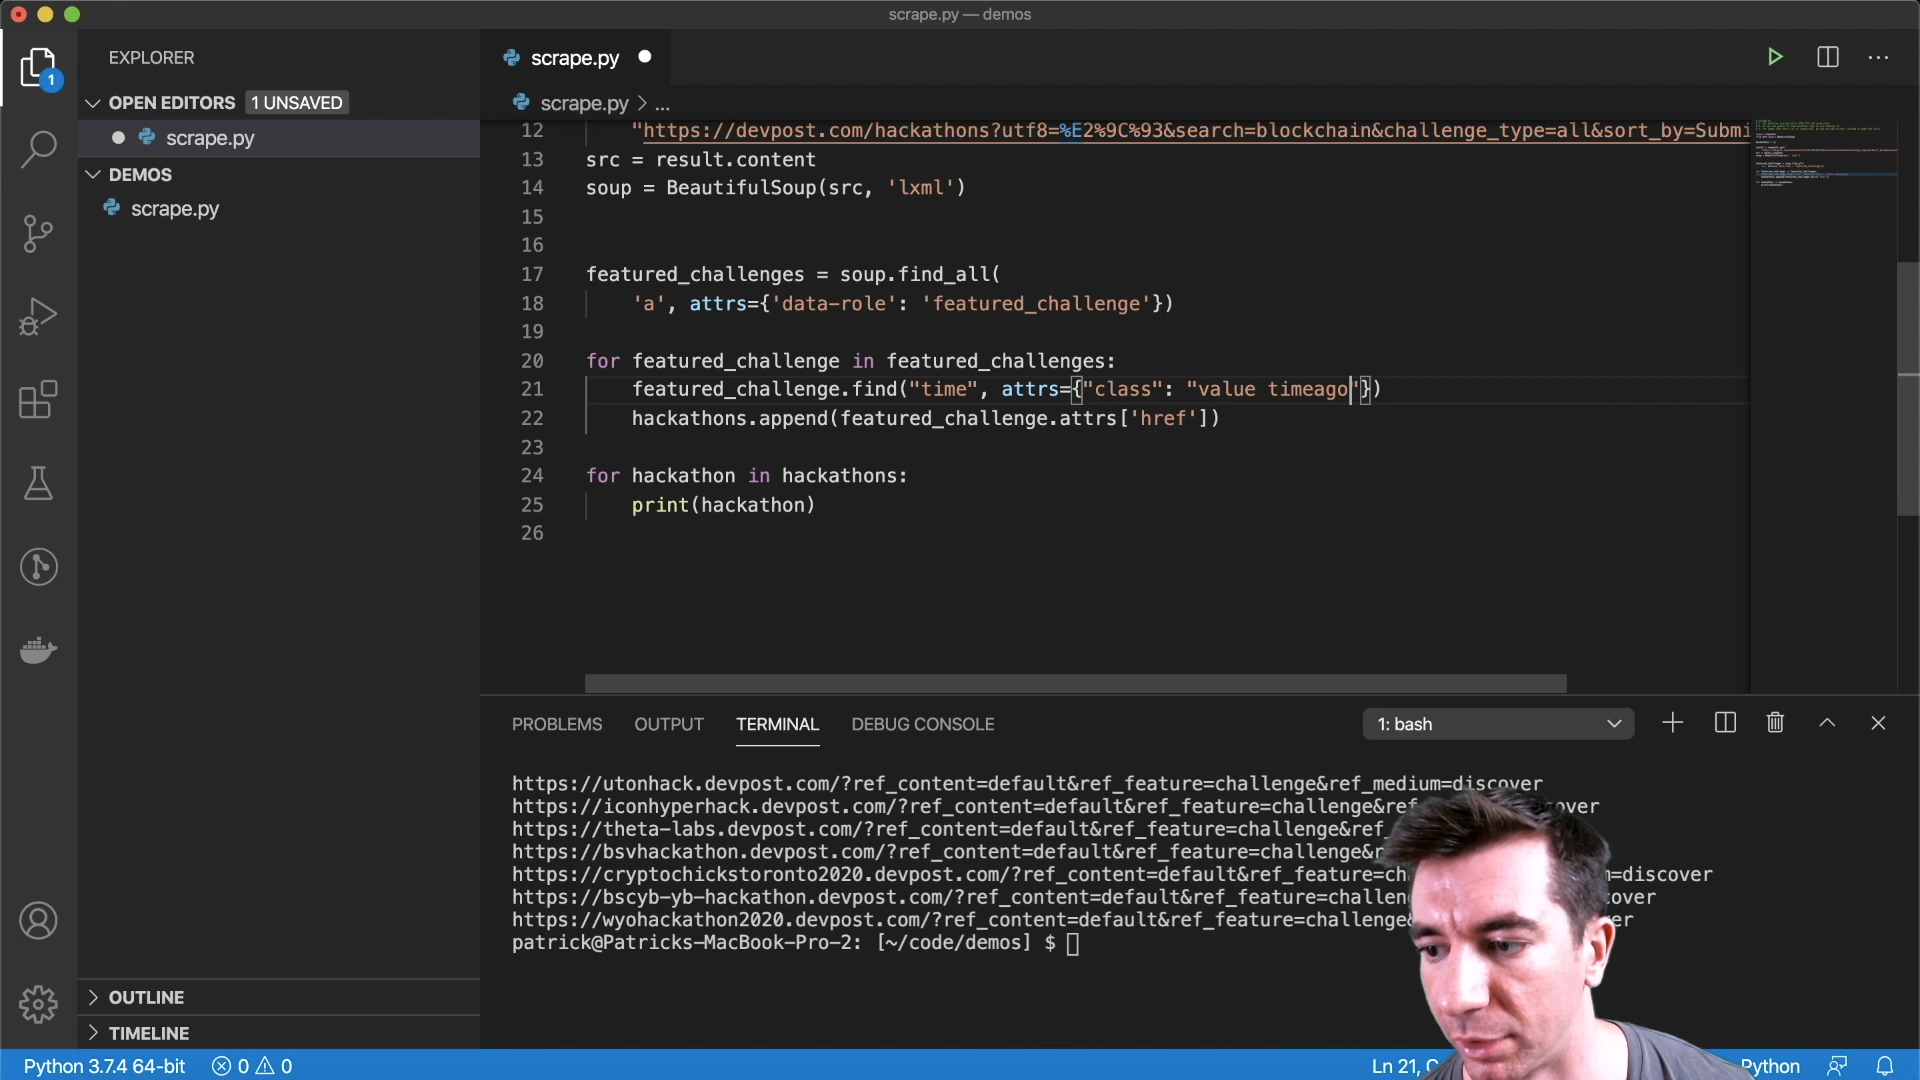 scrape.py — demos
EXPLORER
OPEN EDITORS 1 UNSAVED
scrape.py
DEMOS
scrape.py
OUTLINE
TIMELINE
1
scrape.py
scrape.py > ...
12 "https://devpost.com/hackathons?utf8=%E2%9C%93&search=blockchain&challenge_type=all&sort_by=Submi
13 src = result.content
14 soup = BeautifulSoup(src, 'lxml')
15
16
17 featured_challenges = soup.find_all(
18 'a', attrs={'data-role': 'featured_challenge'})
19
20 for featured_challenge in featured_challenges:
21 featured_challenge.find("time", attrs={"class": "value timeago"})
22 hackathons.append(featured_challenge.attrs['href'])
23
24 for hackathon in hackathons:
25 print(hackathon)
26
PROBLEMS OUTPUT TERMINAL DEBUG CONSOLE 1: bash
https://utonhack.devpost.com/?ref_content=default&ref_feature=challenge&ref_medium=discover
https://iconhyperhack.devpost.com/?ref_content=default&ref_feature=challenge&ref over
https://theta-labs.devpost.com/?ref_content=default&ref_feature=challenge&ref_
https://bsvhackathon.devpost.com/?ref_content=default&ref_feature=challenge&r
https://cryptochickstoronto2020.devpost.com/?ref_content=default&ref_feature=ch =discover
https://bscyb-yb-hackathon.devpost.com/?ref_content=default&ref_feature=challen cover
https://wyohackathon2020.devpost.com/?ref_content=default&ref_feature=challenge& er
patrick@Patricks-MacBook-Pro-2: [~/code/demos] $
Python 3.7.4 64-bit 0 0 Ln 21, C Python